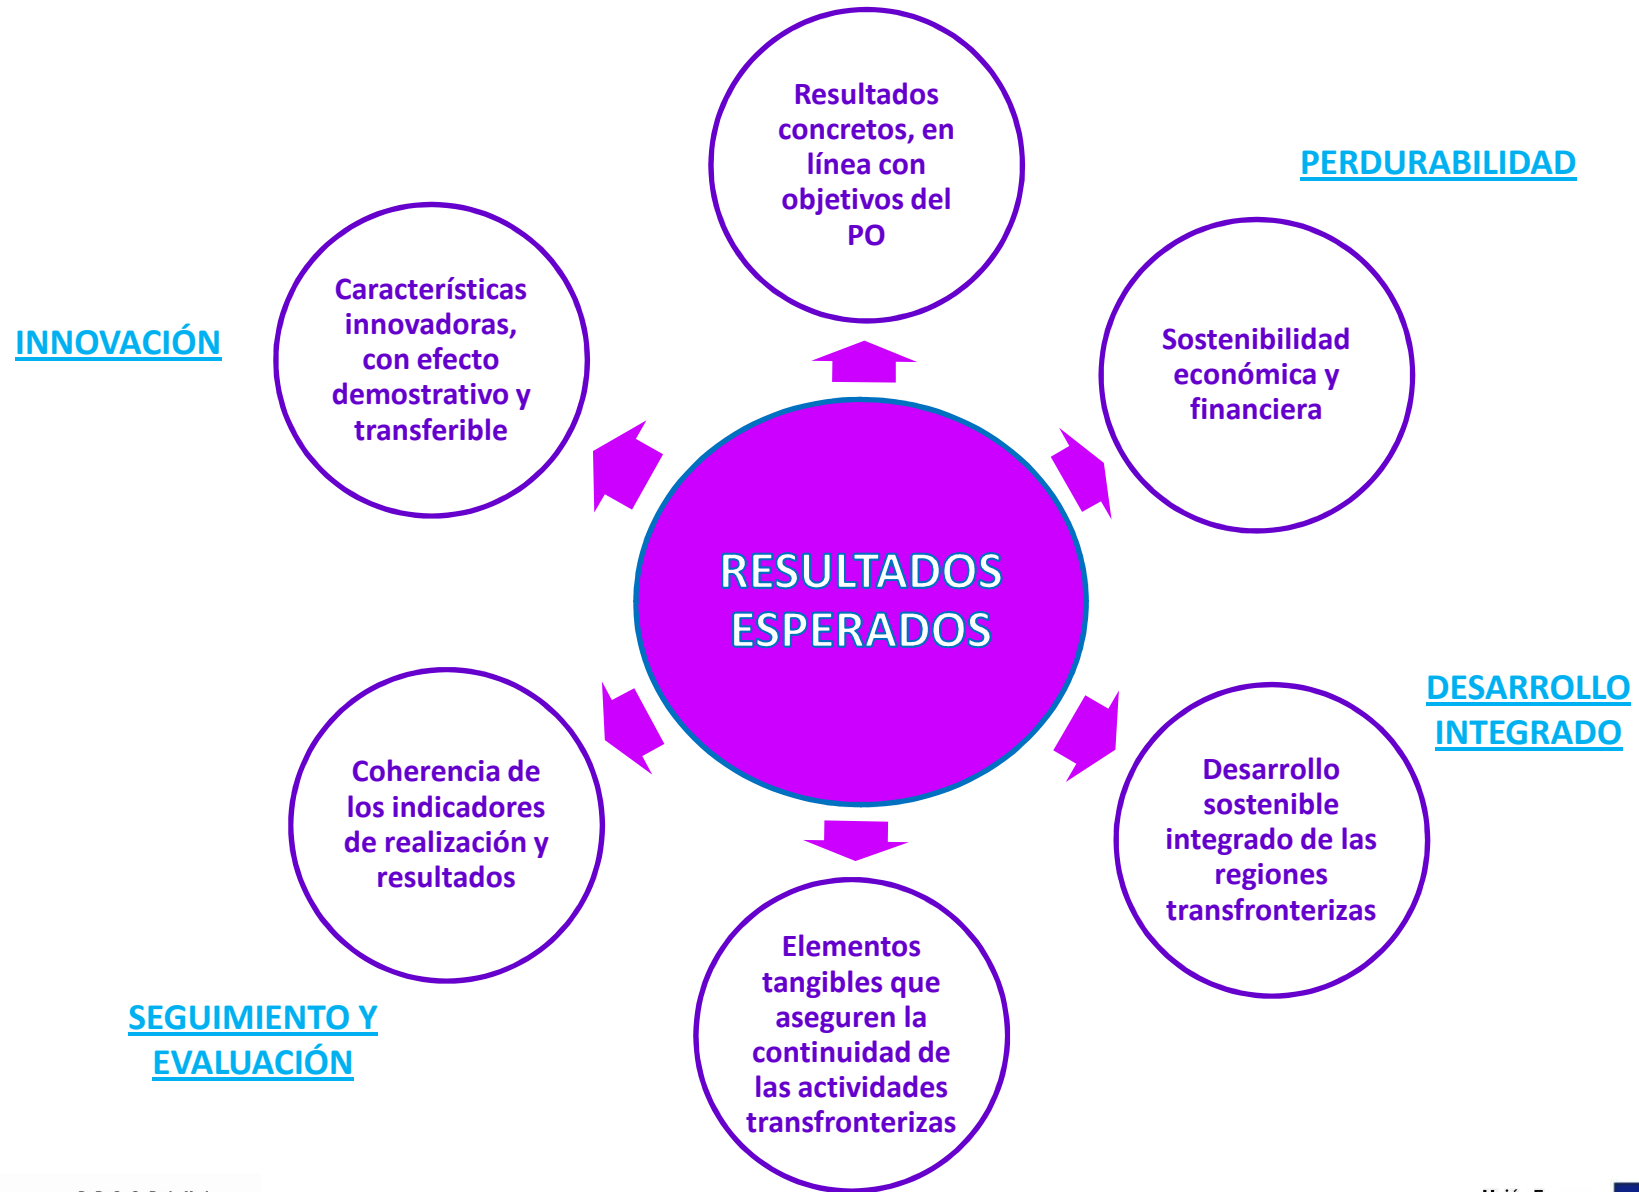 Resultados
concretos, en
línea con
objetivos del
PO
PERDURABILIDAD
Características
innovadoras,
con efecto
demostrativo y
transferible
INNOVACIÓN
Sostenibilidad
económica y
financiera
RESULTADOS
ESPERADOS
DESARROLLO
INTEGRADO
Coherencia de
los indicadores
de realización y
resultados
Desarrollo
sostenible
integrado de las
regiones
transfronterizas
SEGUIMIENTO Y
EVALUACIÓN
Elementos
tangibles que
aseguren la
continuidad de
las actividades
transfronterizas